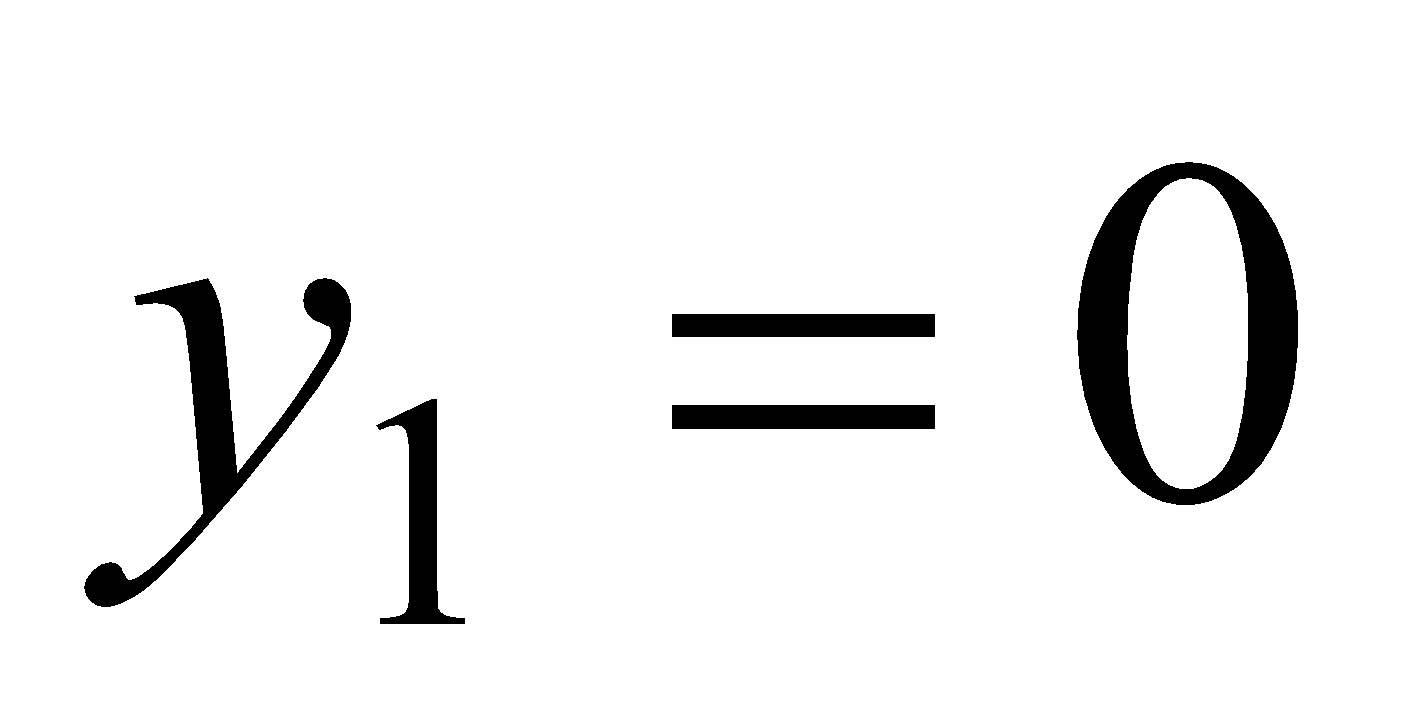 y₁ = 0